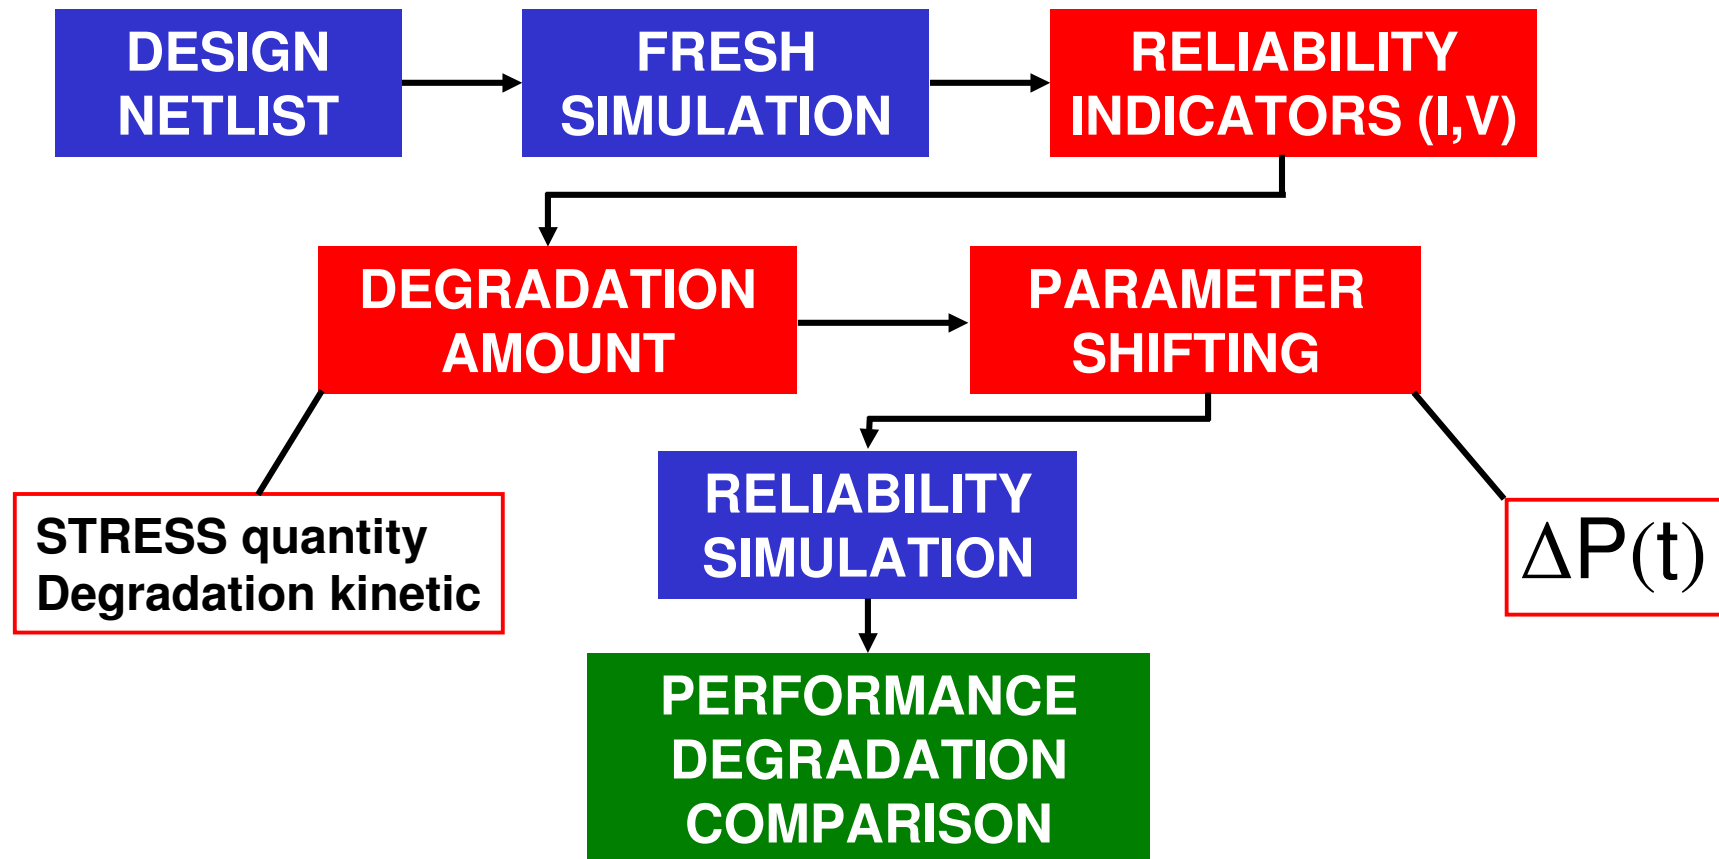 DESIGN
NETLIST
FRESH
SIMULATION
RELIABILITY
INDICATORS (I,V)
DEGRADATION
AMOUNT
PARAMETER
SHIFTING
STRESS quantity
Degradation kinetic
RELIABILITY
SIMULATION
ΔP(t)
PERFORMANCE
DEGRADATION
COMPARISON